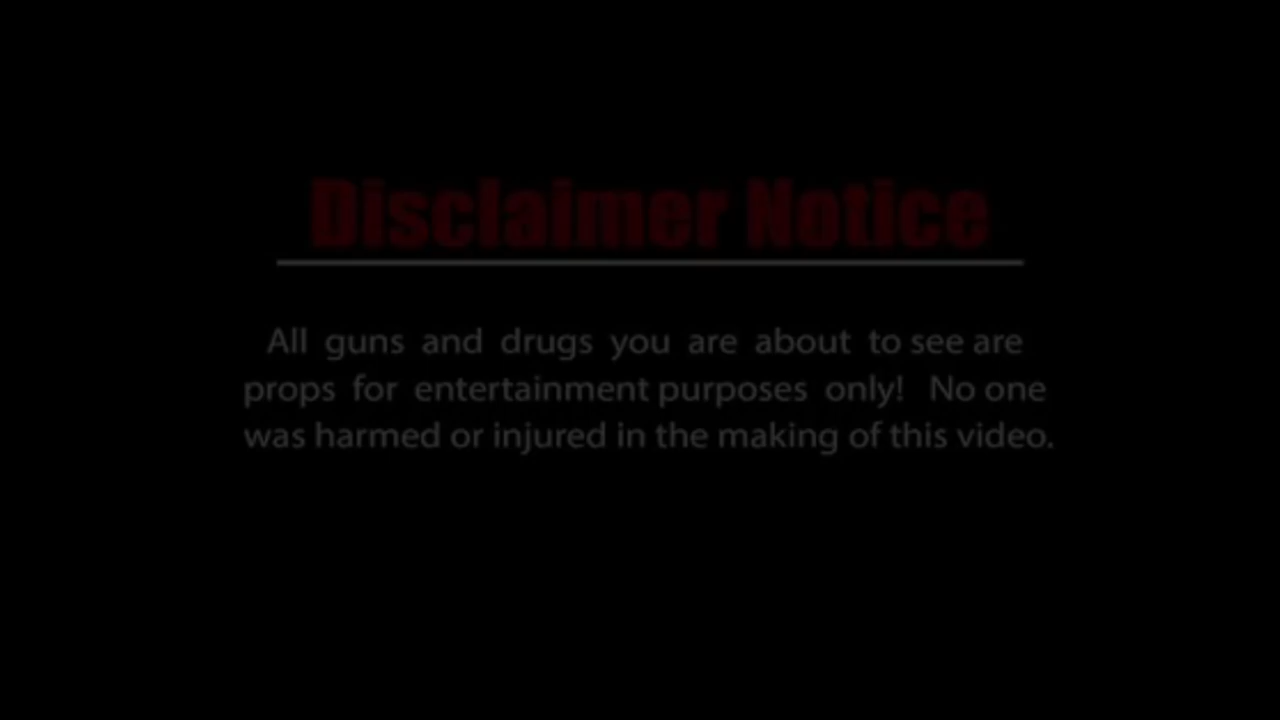 Disclaimer Notice
All guns and drugs you are about to see are
props for entertainment purposes only! No one
was harmed or injured in the making of this video.